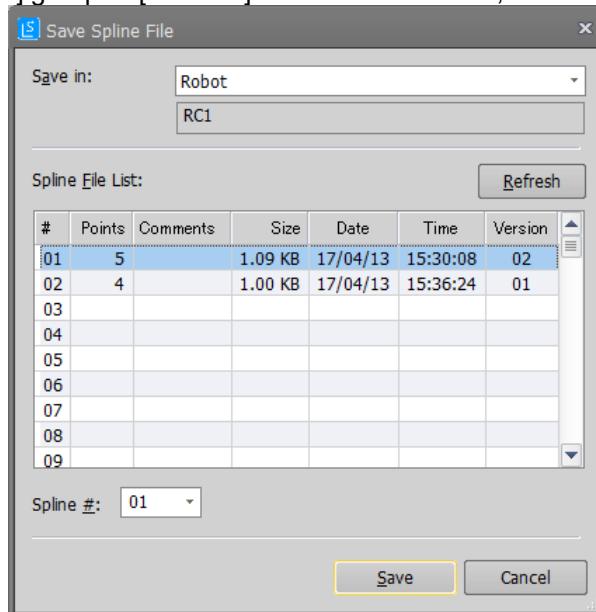 LS Save Spline File x
Save in: Robot
RC1
Spline File List: Refresh
# Points Comments Size Date Time Version
01 5 1.09 KB 17/04/13 15:30:08 02
02 4 1.00 KB 17/04/13 15:36:24 01
03
04
05
06
07
08
09
Spline #: 01
Save Cancel